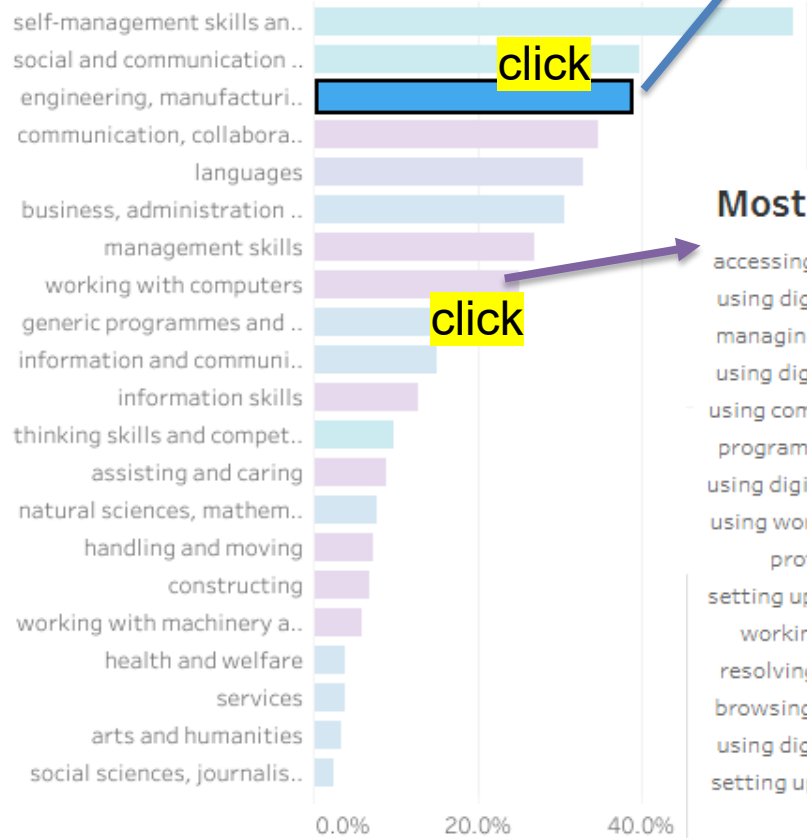 self-management skills an..
social and communication ..
click
engineering, manufacturi..
communication, collabora..
languages
business, administration ..
management skills
working with computers
generic programmes and ..
click
information and communi..
information skills
thinking skills and compet..
assisting and caring
natural sciences, mathem..
handling and moving
constructing
working with machinery a..
health and welfare
services
arts and humanities
social sciences, journalis..
0.0% 20.0% 40.0%
Most
accessing
using dig
managin
using dig
using com
program
using digi
using wor
prov
setting up
workin
resolving
browsing
using dig
setting up